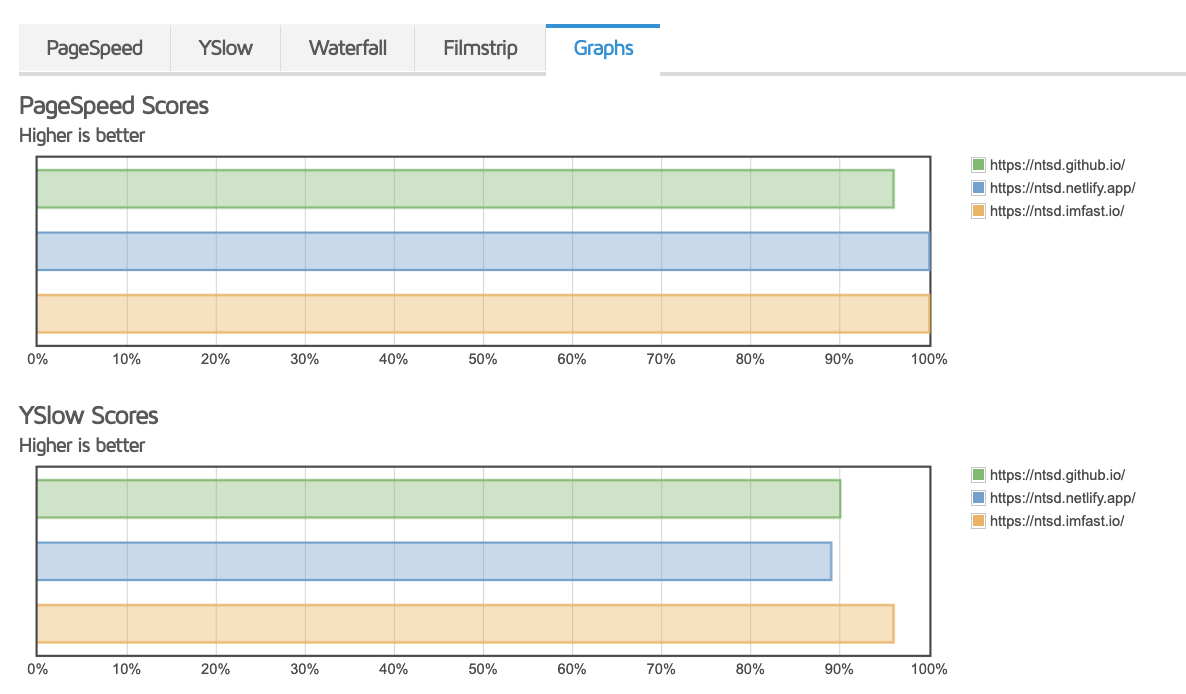 PageSpeed YSlow Waterfall Filmstrip Graphs
PageSpeed Scores
Higher is better
https://ntsd.github.io/
https://ntsd.netlify.app/
https://ntsd.imfast.io/
0% 10% 20% 30% 40% 50% 60% 70% 80% 90% 100%
YSlow Scores
Higher is better
https://ntsd.github.io/
https://ntsd.netlify.app/
https://ntsd.imfast.io/
0% 10% 20% 30% 40% 50% 60% 70% 80% 90% 100%